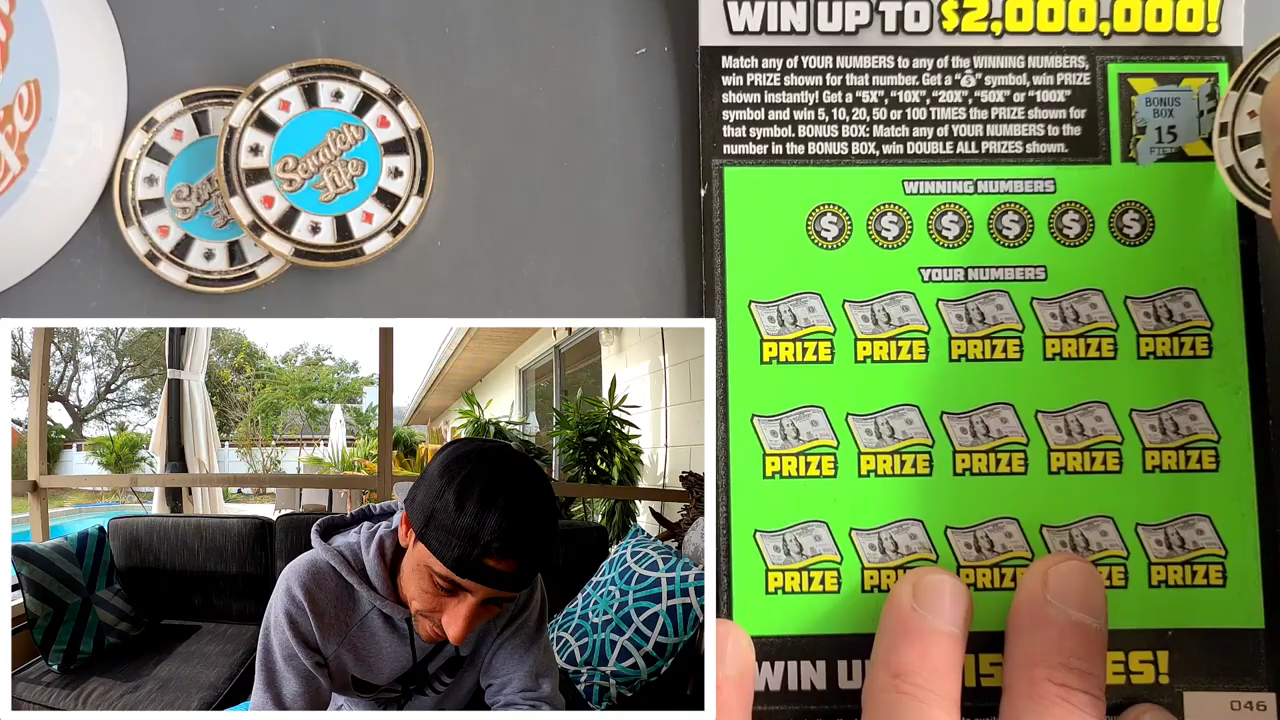 WIN UP TO $2,000,000!
Match any of YOUR NUMBERS to any of the WINNING NUMBERS,
win PRIZE shown for that number. Get a "💰" symbol, win PRIZE
shown instantly! Get a "5X", "10X", "20X", "50X" or "100X"
symbol and win 5, 10, 20, 50 or 100 TIMES the PRIZE shown for
that symbol. BONUS BOX: Match any of YOUR NUMBERS to the
number in the BONUS BOX, win DOUBLE ALL PRIZES shown.
BONUS
BOX
15
WINNING NUMBERS
$ $ $ $ $ $
YOUR NUMBERS
PRIZE PRIZE PRIZE PRIZE PRIZE
PRIZE PRIZE PRIZE PRIZE PRIZE
PRIZE PRIZE PRIZE
WIN 15
046
Scratch
Life